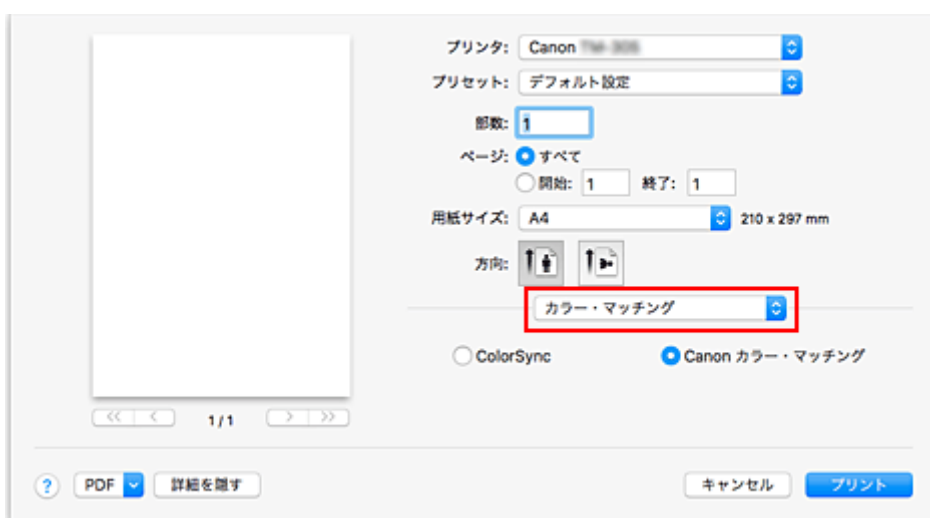 プリンタ: Canon
プリセット: デフォルト設定
部数: 1
ページ: すべて
開始: 1 終了: 1
用紙サイズ: A4 210 x 297 mm
方向:
カラー・マッチング
ColorSync Canon カラー・マッチング
<< < 1 / 1 > >>
? PDF 詳細を隠す キャンセル プリント